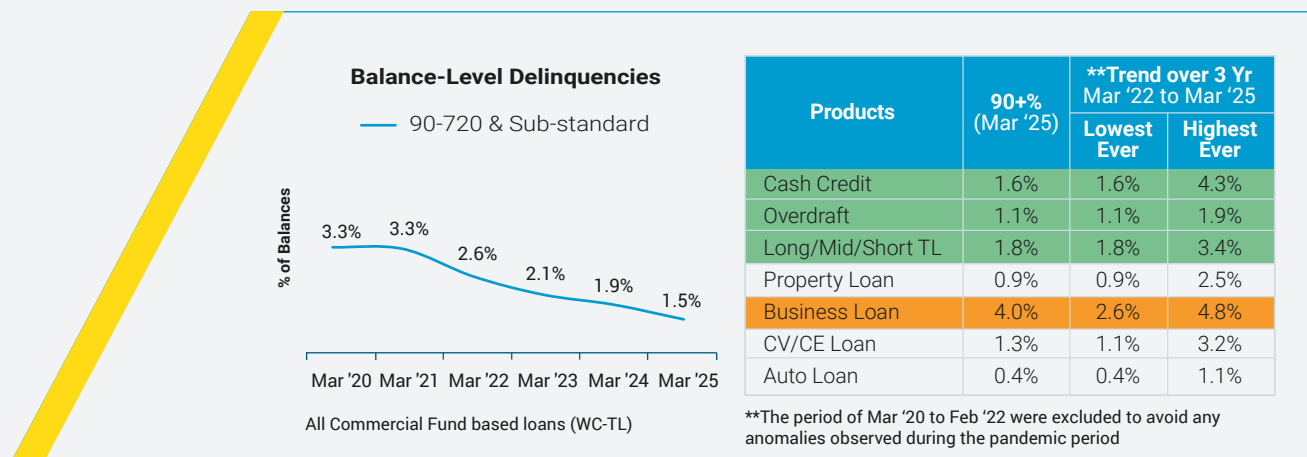 Balance-Level Delinquencies
90-720 & Sub-standard
% of Balances
3.3%
3.3%
2.6%
2.1%
1.9%
1.5%
Mar '20 Mar '21 Mar '22 Mar '23 Mar '24 Mar '25
All Commercial Fund based loans (WC-TL)
Products
90+%
(Mar ‘25)
**Trend over 3 Yr
Mar ‘22 to Mar ‘25
Lowest
Ever
Highest
Ever
Cash Credit 1.6% 1.6% 4.3%
Overdraft 1.1% 1.1% 1.9%
Long/Mid/Short TL 1.8% 1.8% 3.4%
Property Loan 0.9% 0.9% 2.5%
Business Loan 4.0% 2.6% 4.8%
CV/CE Loan 1.3% 1.1% 3.2%
Auto Loan 0.4% 0.4% 1.1%
**The period of Mar ‘20 to Feb ‘22 were excluded to avoid any
anomalies observed during the pandemic period